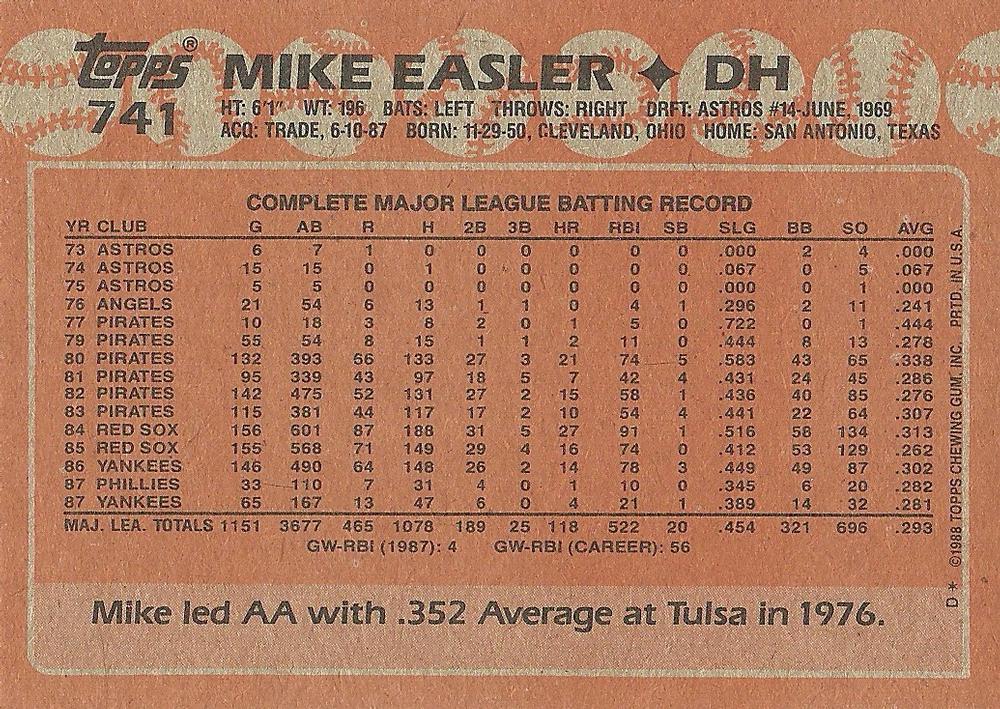 Topps®
741
MIKE EASLER ✦ DH
HT: 6'1" WT: 196 BATS: LEFT THROWS: RIGHT DRFT: ASTROS #14-JUNE, 1969
ACQ: TRADE, 6-10-87 BORN: 11-29-50, CLEVELAND, OHIO HOME: SAN ANTONIO, TEXAS
COMPLETE MAJOR LEAGUE BATTING RECORD
YR CLUB G AB R H 2B 3B HR RBI SB SLG BB SO AVG
73 ASTROS 6 7 1 0 0 0 0 0 0 .000 2 4 .000
74 ASTROS 15 15 0 1 0 0 0 0 0 .067 0 5 .067
75 ASTROS 5 5 0 0 0 0 0 0 0 .000 0 1 .000
76 ANGELS 21 54 6 13 1 1 0 4 1 .296 2 11 .241
77 PIRATES 10 18 3 8 2 0 1 5 0 .722 0 1 .444
79 PIRATES 55 54 8 15 1 1 2 11 0 .444 8 13 .278
80 PIRATES 132 393 66 133 27 3 21 74 5 .583 43 65 .338
81 PIRATES 95 339 43 97 18 5 7 42 4 .431 24 45 .286
82 PIRATES 142 475 52 131 27 2 15 58 1 .436 40 85 .276
83 PIRATES 115 381 44 117 17 2 10 54 4 .441 22 64 .307
84 RED SOX 156 601 87 188 31 5 27 91 1 .516 58 134 .313
85 RED SOX 155 568 71 149 29 4 16 74 0 .412 53 129 .262
86 YANKEES 146 490 64 148 26 2 14 78 3 .449 49 87 .302
87 PHILLIES 33 110 7 31 4 0 1 10 0 .345 6 20 .282
87 YANKEES 65 167 13 47 6 0 4 21 1 .389 14 32 .281
MAJ. LEA. TOTALS 1151 3677 465 1078 189 25 118 522 20 .454 321 696 .293
GW-RBI (1987): 4 GW-RBI (CAREER): 56
Mike led AA with .352 Average at Tulsa in 1976.
D* ©1988 TOPPS CHEWING GUM, INC. PRTD. IN U.S.A.